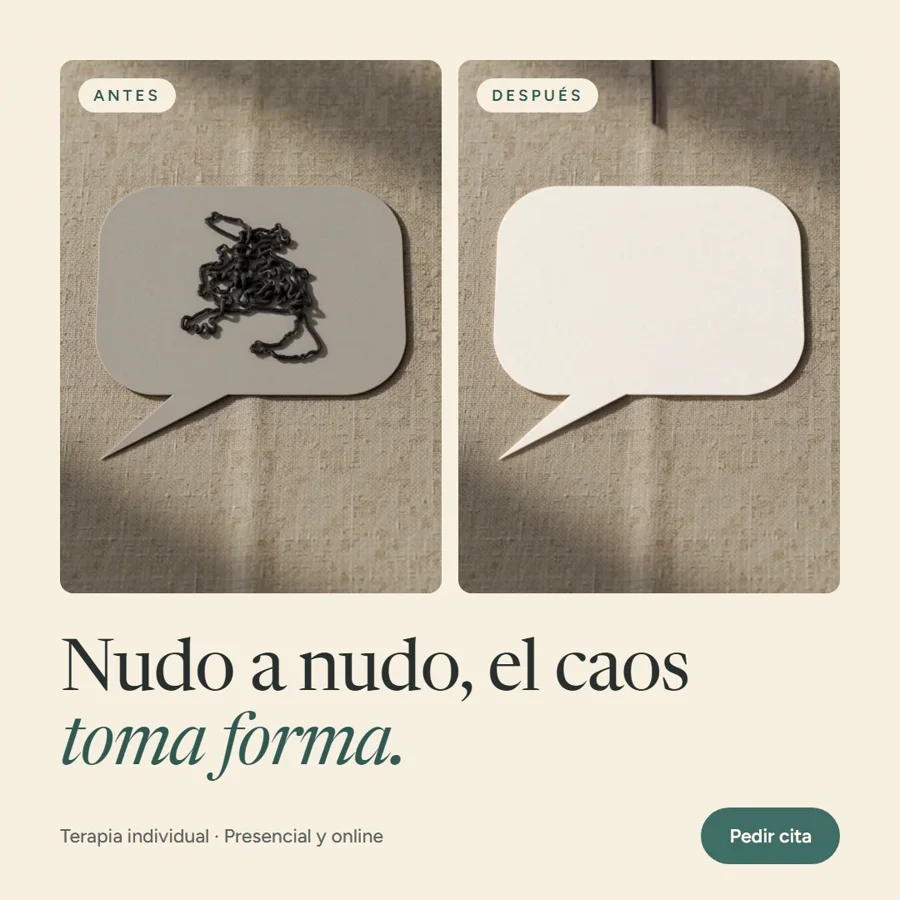 ANTES
DESPUÉS
Nudo a nudo, el caos
toma forma.
Terapia individual · Presencial y online
Pedir cita